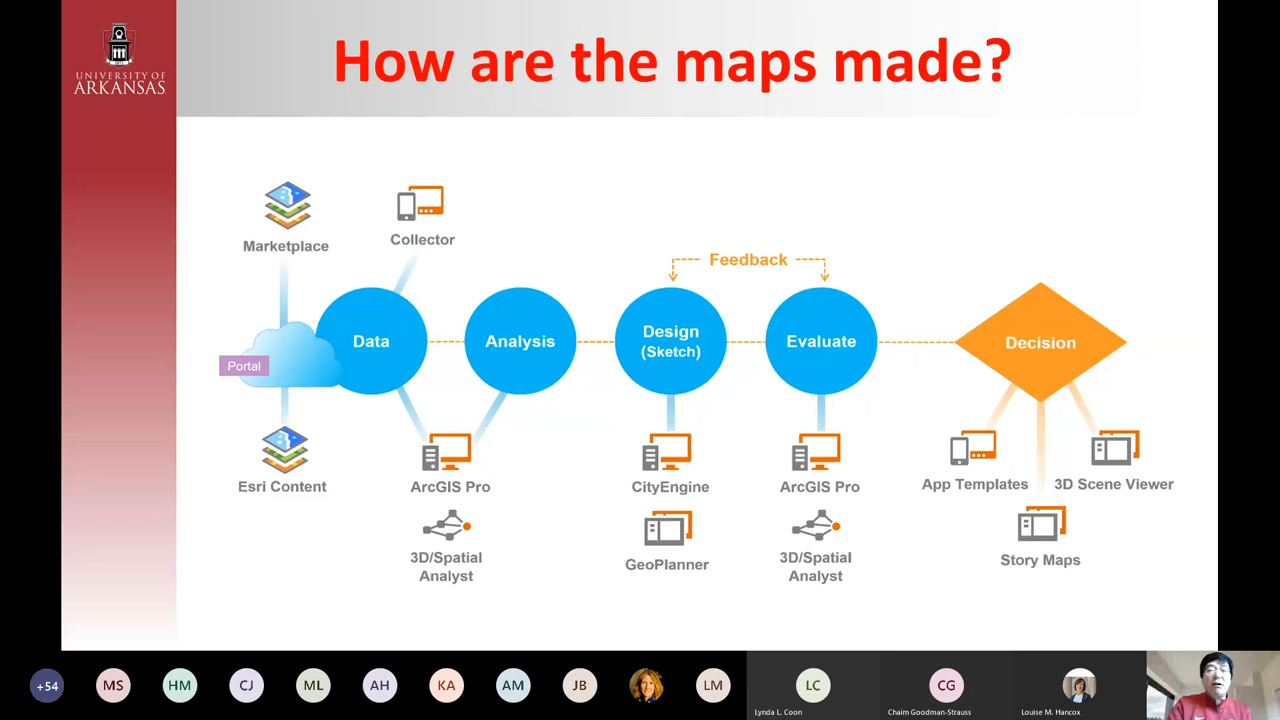 UNIVERSITY OF
ARKANSAS
How are the maps made?
Marketplace
Collector
Feedback
Data
Analysis
Design
(Sketch)
Evaluate
Decision
Portal
Esri Content
ArcGIS Pro
CityEngine
ArcGIS Pro
App Templates
3D Scene Viewer
3D/Spatial
Analyst
GeoPlanner
3D/Spatial
Analyst
Story Maps
+54
MS
HM
CJ
ML
AH
KA
AM
JB
LM
LC
Lynda L. Coon
CG
Chaim Goodman-Strauss
Louise M. Hancox